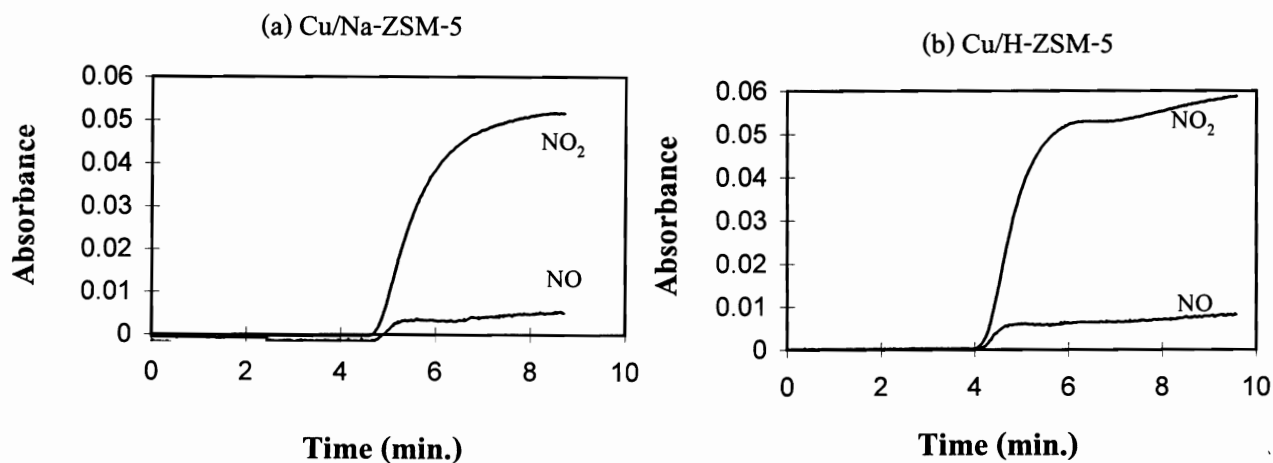 (a) Cu/Na-ZSM-5
Absorbance
0.06
0.05
0.04
0.03
0.02
0.01
0
NO₂
NO
0 2 4 6 8 10
Time (min.)
(b) Cu/H-ZSM-5
Absorbance
0.06
0.05
0.04
0.03
0.02
0.01
0
NO₂
NO
0 2 4 6 8 10
Time (min.)